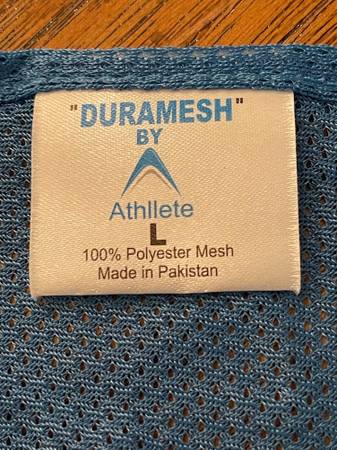 "DURAMESH"
BY
Athllete
L
100% Polyester Mesh
Made in Pakistan